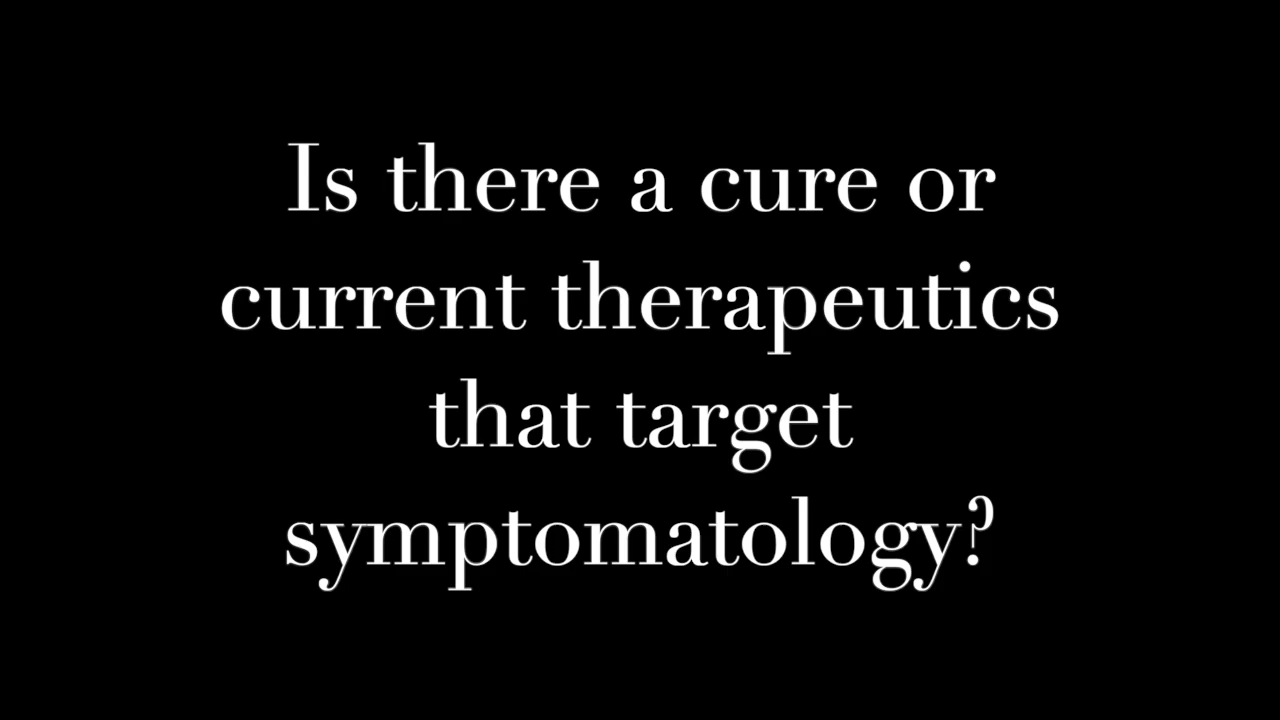 Is there a cure or
current therapeutics
that target
symptomatology?